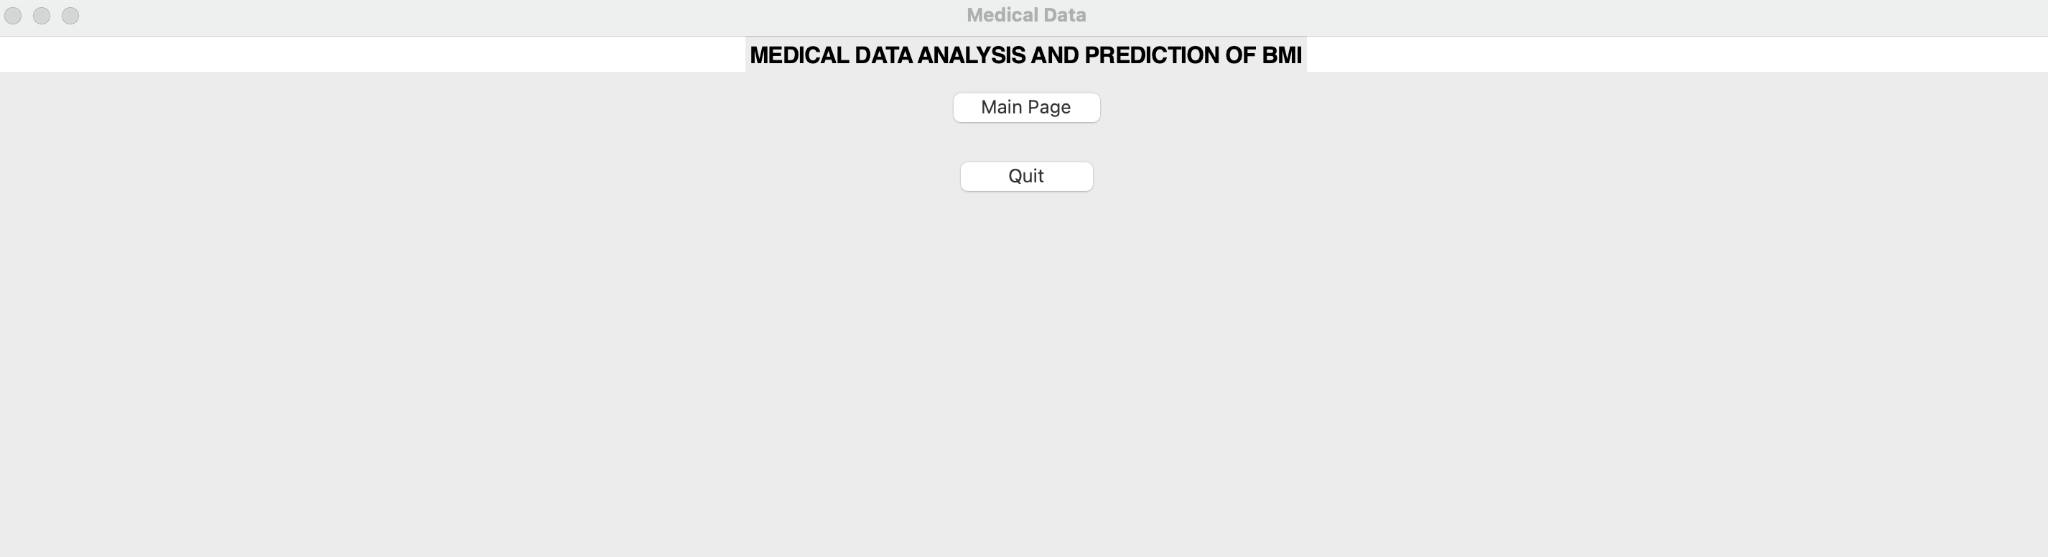 Medical Data
MEDICAL DATA ANALYSIS AND PREDICTION OF BMI
Main Page
Quit